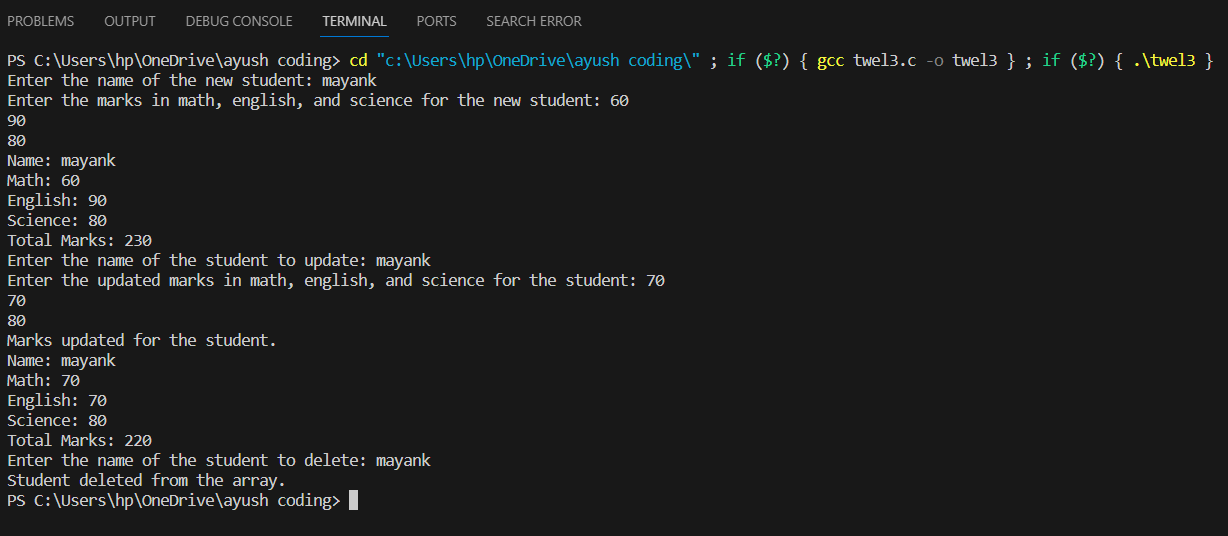 PROBLEMS OUTPUT DEBUG CONSOLE TERMINAL PORTS SEARCH ERROR
PS C:\Users\hp\OneDrive\ayush coding> cd "c:\Users\hp\OneDrive\ayush coding\" ; if ($?) { gcc twel3.c -o twel3 } ; if ($?) { .\twel3 }
Enter the name of the new student: mayank
Enter the marks in math, english, and science for the new student: 60
90
80
Name: mayank
Math: 60
English: 90
Science: 80
Total Marks: 230
Enter the name of the student to update: mayank
Enter the updated marks in math, english, and science for the student: 70
70
80
Marks updated for the student.
Name: mayank
Math: 70
English: 70
Science: 80
Total Marks: 220
Enter the name of the student to delete: mayank
Student deleted from the array.
PS C:\Users\hp\OneDrive\ayush coding>